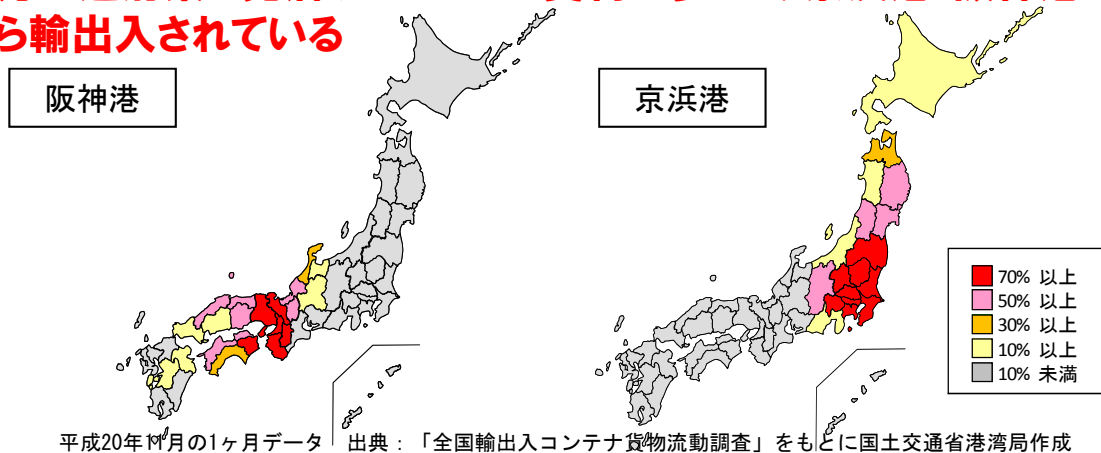 ら輸出入されている
阪神港
京浜港
70% 以上
50% 以上
30% 以上
10% 以上
10% 未満
平成20年11月の1ヶ月データ 出典：「全国輸出入コンテナ貨物流動調査」をもとに国土交通省港湾局作成